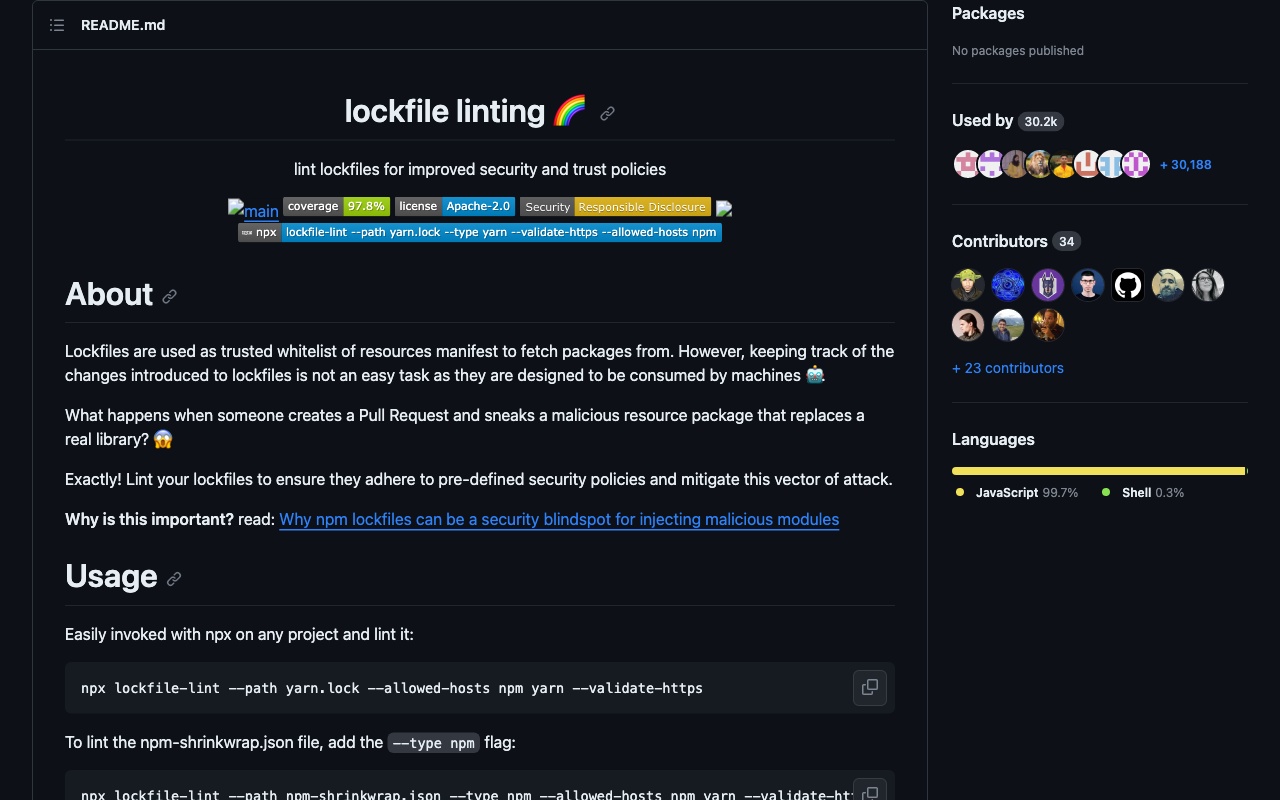 README.md
lockfile linting
lint lockfiles for improved security and trust policies
main coverage 97.8% license Apache-2.0 Security Responsible Disclosure
npx lockfile-lint --path yarn.lock --type yarn --validate-https --allowed-hosts npm
About
Lockfiles are used as trusted whitelist of resources manifest to fetch packages from. However, keeping track of the
changes introduced to lockfiles is not an easy task as they are designed to be consumed by machines 🤖.
What happens when someone creates a Pull Request and sneaks a malicious resource package that replaces a
real library? 😱
Exactly! Lint your lockfiles to ensure they adhere to pre-defined security policies and mitigate this vector of attack.
Why is this important? read: Why npm lockfiles can be a security blindspot for injecting malicious modules
Usage
Easily invoked with npx on any project and lint it:
npx lockfile-lint --path yarn.lock --allowed-hosts npm yarn --validate-https
To lint the npm-shrinkwrap.json file, add the --type npm flag:
npx lockfile-lint --path npm-shrinkwrap.json --type npm --allowed-hosts npm yarn
Packages
No packages published
Used by 30.2k
+ 30,188
Contributors 34
+ 23 contributors
Languages
JavaScript 99.7% Shell 0.3%